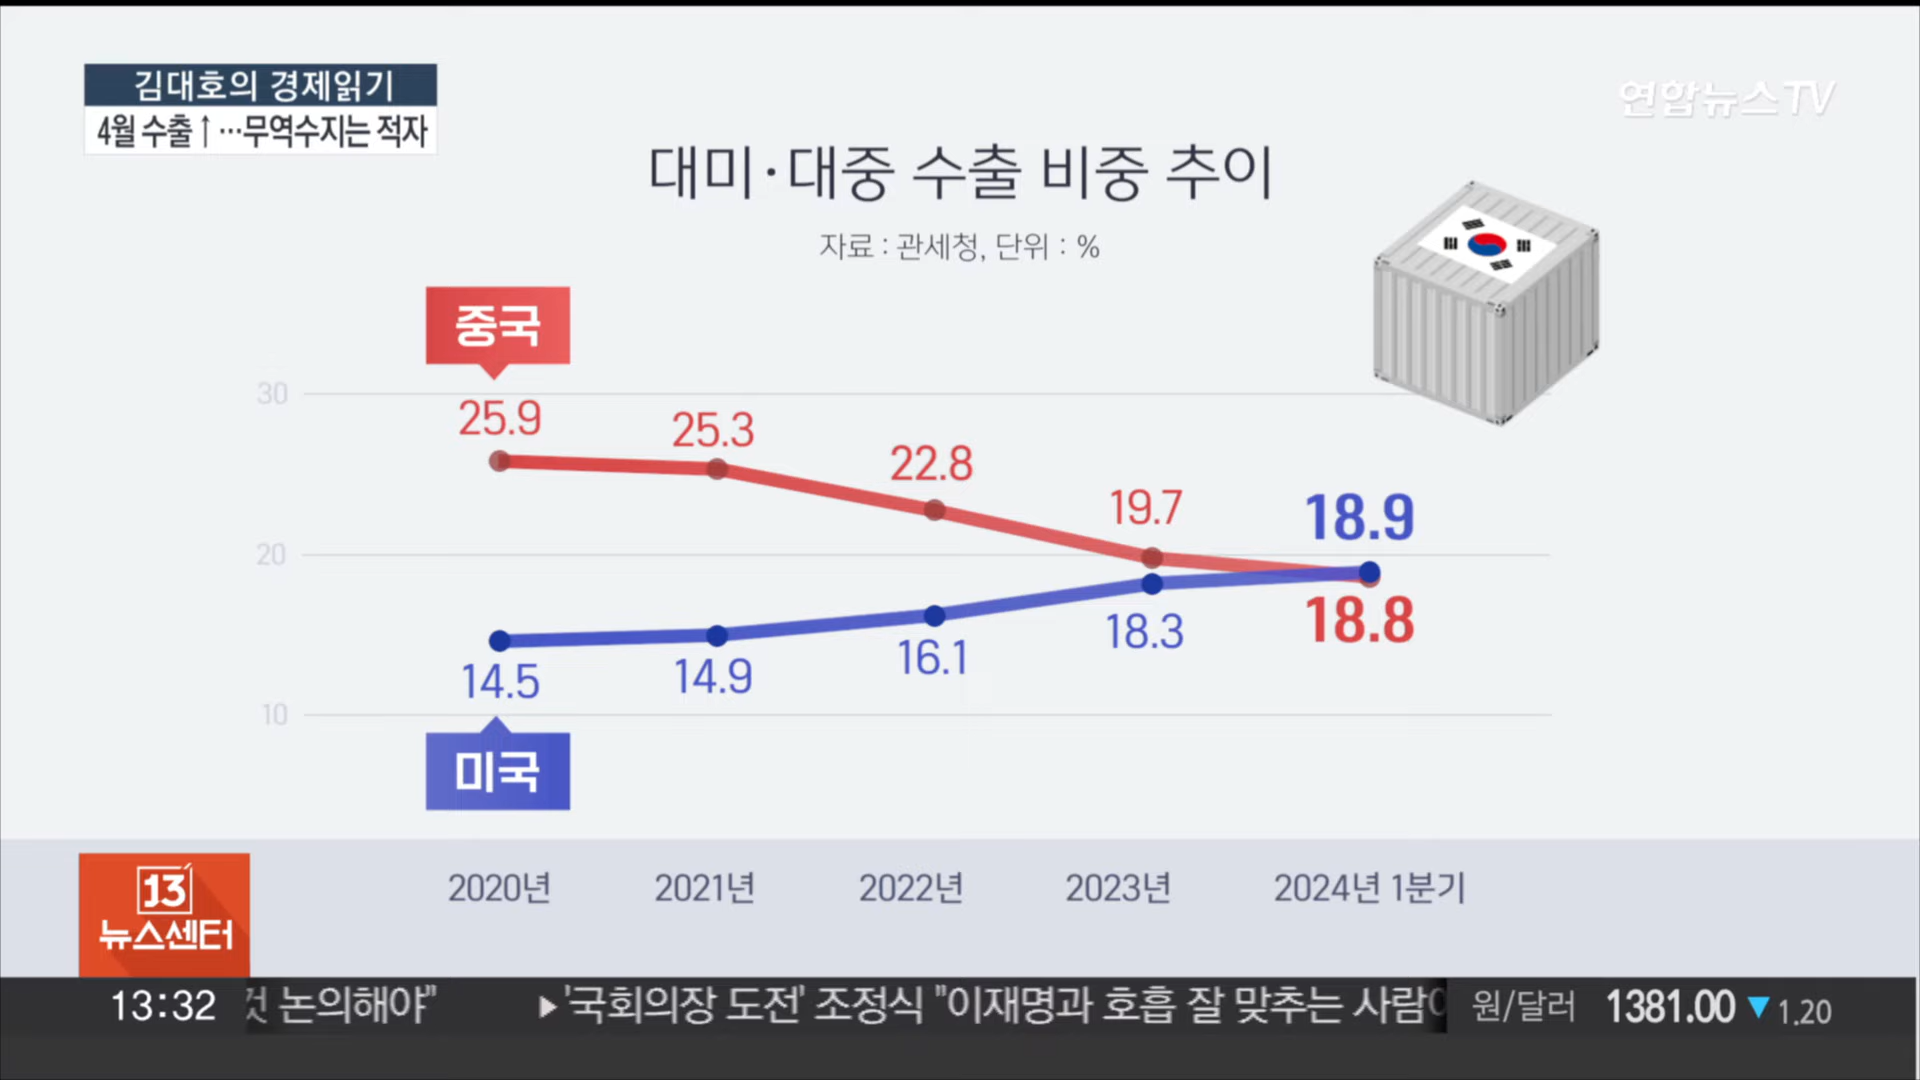 김대호의 경제읽기
4월 수출↑…무역수지는 적자
연합뉴스TV
대미·대중 수출 비중 추이
자료 : 관세청, 단위 : %
중국
30
25.9
25.3
22.8
19.7
18.9
20
18.8
18.3
16.1
14.9
14.5
10
미국
2020년
2021년
2022년
2023년
2024년 1분기
13
뉴스센터
13:32
논의해야"
▶'국회의장 도전' 조정식 "이재명과 호흡 잘 맞추는 사람
원/달러 1381.00 ▼ 1.20